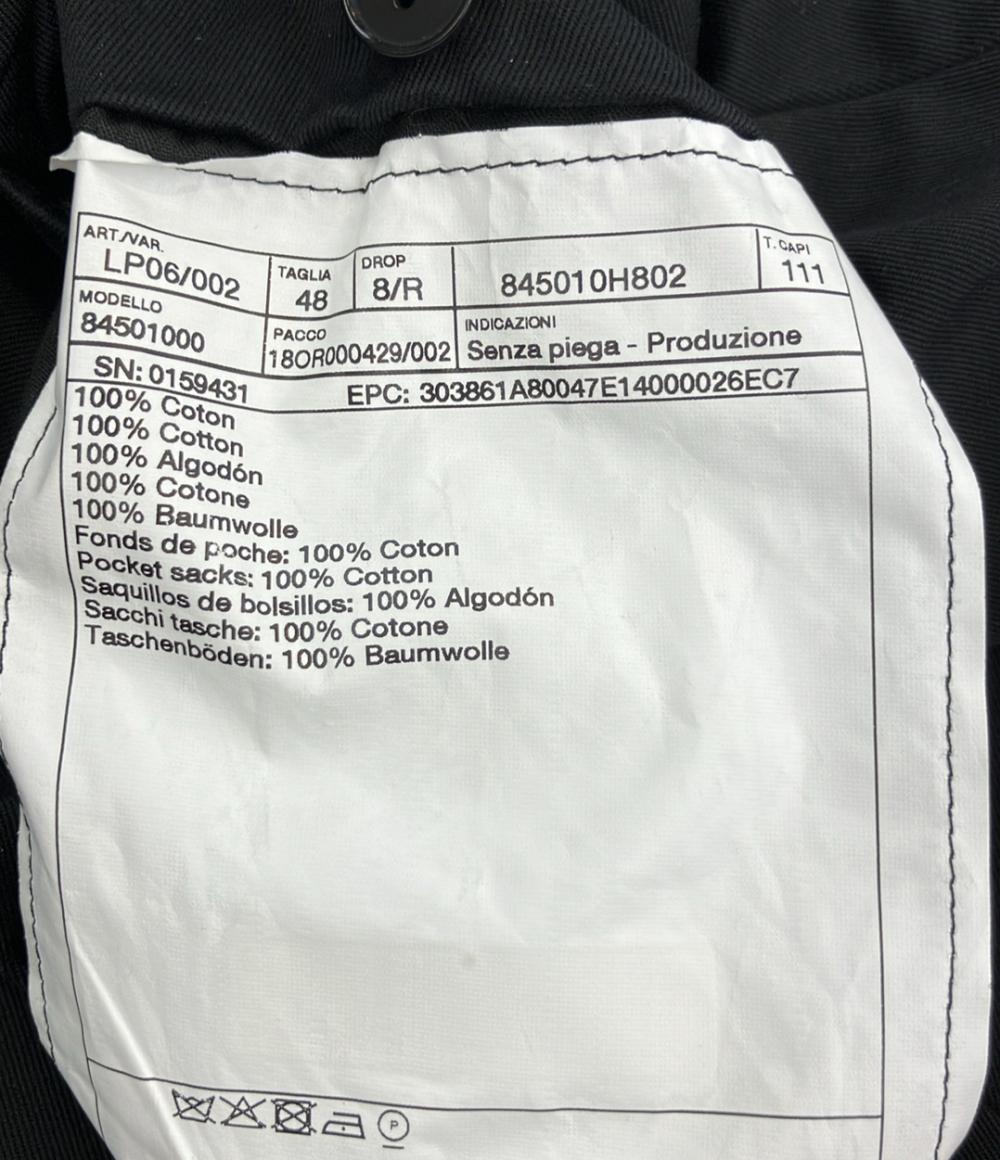 ART./VAR.
LP06/002
TAGLIA
48
DROP
8/R
845010H802
T.CAPI
111
MODELLO
84501000
PACCO
18OR000429/002
INDICAZIONI
Senza piega - Produzione
SN: 0159431
EPC: 303861A80047E14000026EC7
100% Coton
100% Cotton
100% Algodón
100% Cotone
100% Baumwolle
Fonds de poche: 100% Coton
Pocket sacks: 100% Cotton
Saquillos de bolsillos: 100% Algodón
Sacchi tasche: 100% Cotone
Taschenböden: 100% Baumwolle
P